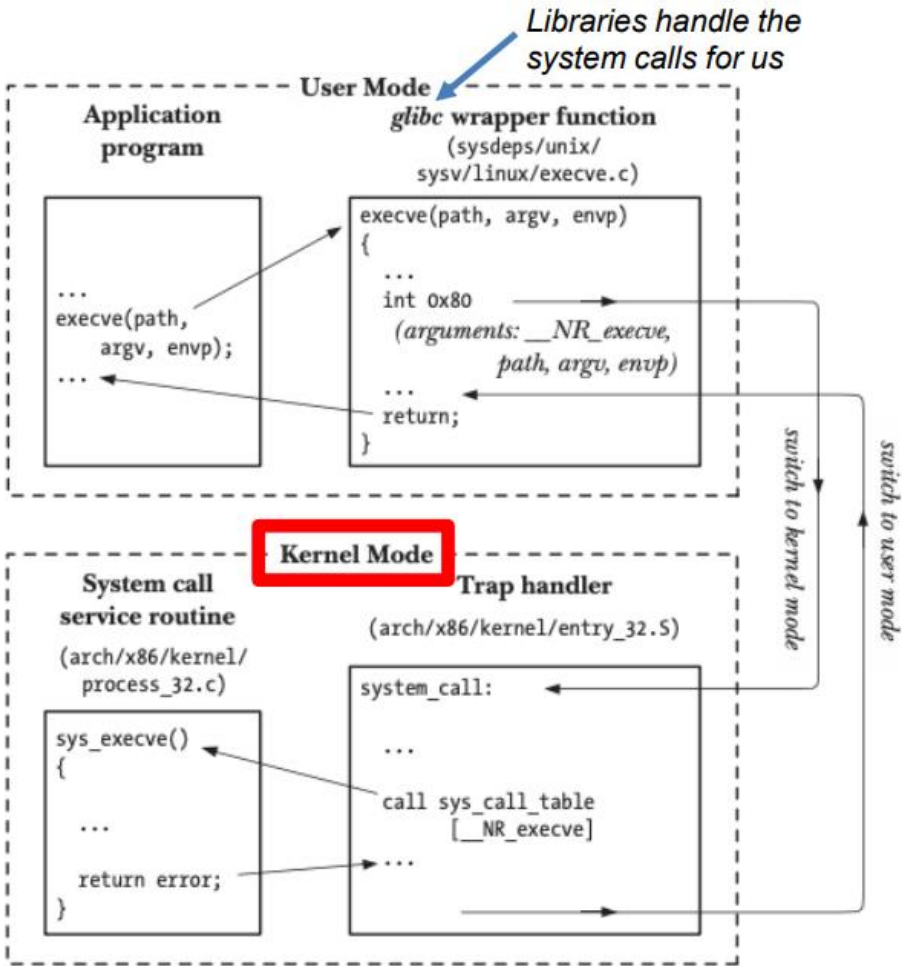 Libraries handle the
system calls for us
User Mode
Application
program
glibc wrapper function
(sysdeps/unix/
sysv/linux/execve.c)
...
execve(path,
argv, envp);
...
execve(path, argv, envp)
{
...
int 0x80
(arguments: __NR_execve,
path, argv, envp)
...
return;
}
switch to kernel mode
switch to user mode
Kernel Mode
System call
service routine
(arch/x86/kernel/
process_32.c)
Trap handler
(arch/x86/kernel/entry_32.S)
sys_execve()
{
...
return error;
}
system_call:
...
call sys_call_table
[__NR_execve]
...